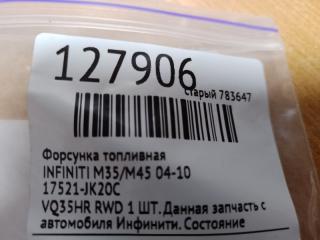 127906
старый 783647
Форсунка топливная
INFINITI M35/M45 04-10
17521-JK20C
VQ35HR RWD 1 ШТ. Данная запчасть с
автомобиля Инфинити. Состояние